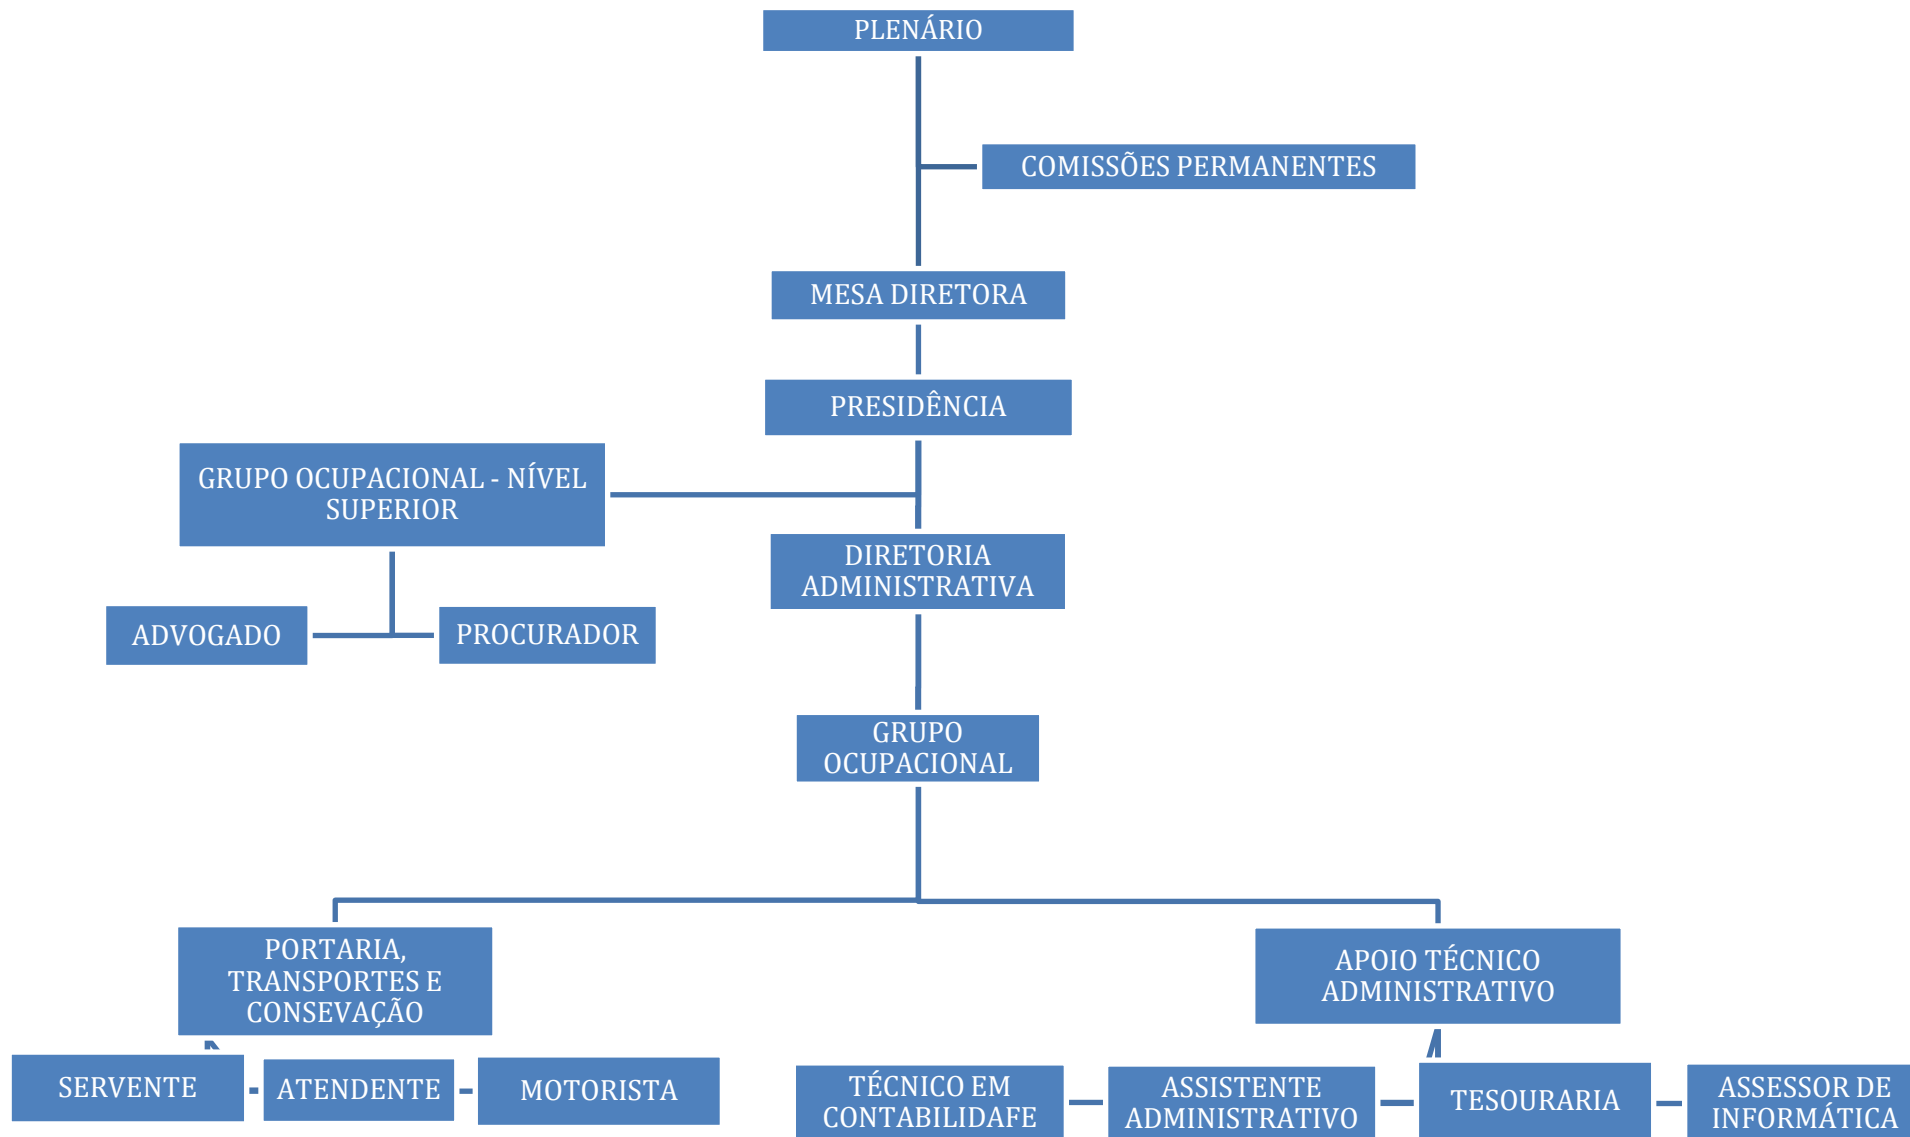 PLENÁRIO
COMISSÕES PERMANENTES
MESA DIRETORA
PRESIDÊNCIA
GRUPO OCUPACIONAL - NÍVEL
SUPERIOR
DIRETORIA
ADMINISTRATIVA
ADVOGADO
PROCURADOR
GRUPO
OCUPACIONAL
PORTARIA,
TRANSPORTES E
CONSEVAÇÃO
APOIO TÉCNICO
ADMINISTRATIVO
SERVENTE
ATENDENTE
MOTORISTA
TÉCNICO EM
CONTABILIDAFE
ASSISTENTE
ADMINISTRATIVO
TESOURARIA
ASSESSOR DE
INFORMÁTICA